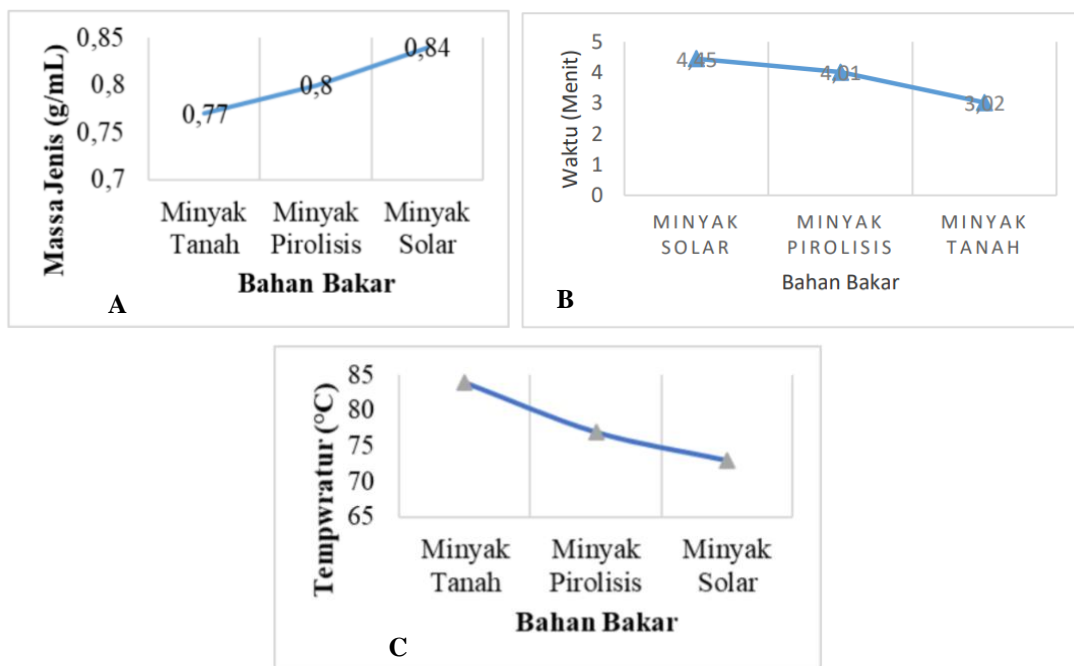 Massa Jenis (g/mL)
0,85
0,8
0,75
0,7
0,77
0,8
0,84
Minyak Tanah
Minyak Pirolisis
Minyak Solar
Bahan Bakar
A
Waktu (Menit)
5
4
3
2
1
0
4,45
4,01
3,02
MINYAK SOLAR
MINYAK PIROLISIS
MINYAK TANAH
Bahan Bakar
B
Tempwratur (°C)
85
80
75
70
65
Minyak Tanah
Minyak Pirolisis
Minyak Solar
Bahan Bakar
C